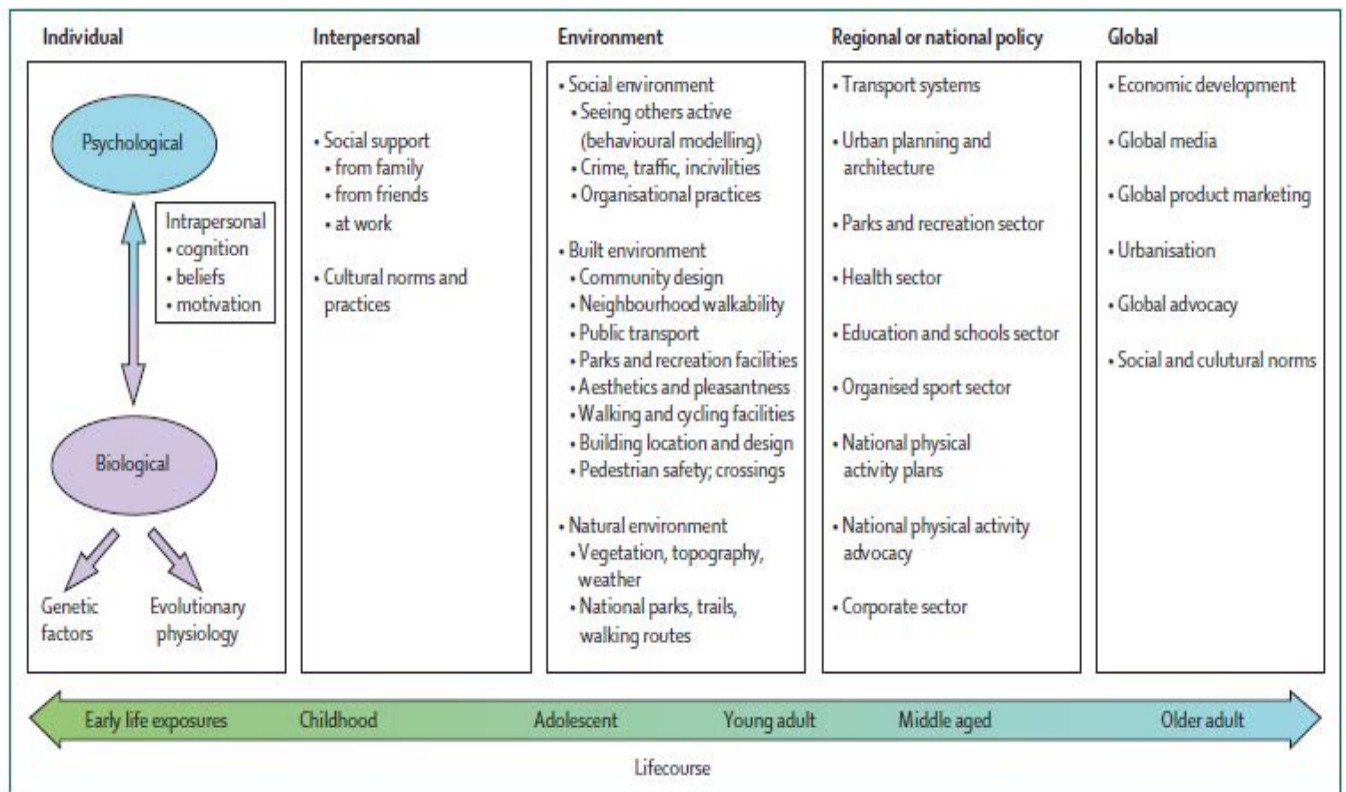 Individual
Psychological
Intrapersonal
• cognition
• beliefs
• motivation
Biological
Genetic
factors
Evolutionary
physiology
Interpersonal
• Social support
• from family
• from friends
• at work
• Cultural norms and
practices
Environment
• Social environment
• Seeing others active
(behavioural modelling)
• Crime, traffic, incivilities
• Organisational practices
• Built environment
• Community design
• Neighbourhood walkability
• Public transport
• Parks and recreation facilities
• Aesthetics and pleasantness
• Walking and cycling facilities
• Building location and design
• Pedestrian safety; crossings
• Natural environment
• Vegetation, topography,
weather
• National parks, trails,
walking routes
Regional or national policy
• Transport systems
• Urban planning and
architecture
• Parks and recreation sector
• Health sector
• Education and schools sector
• Organised sport sector
• National physical
activity plans
• National physical activity
advocacy
• Corporate sector
Global
• Economic development
• Global media
• Global product marketing
• Urbanisation
• Global advocacy
• Social and culutural norms
Early life exposures
Childhood
Adolescent
Young adult
Middle aged
Older adult
Lifecourse